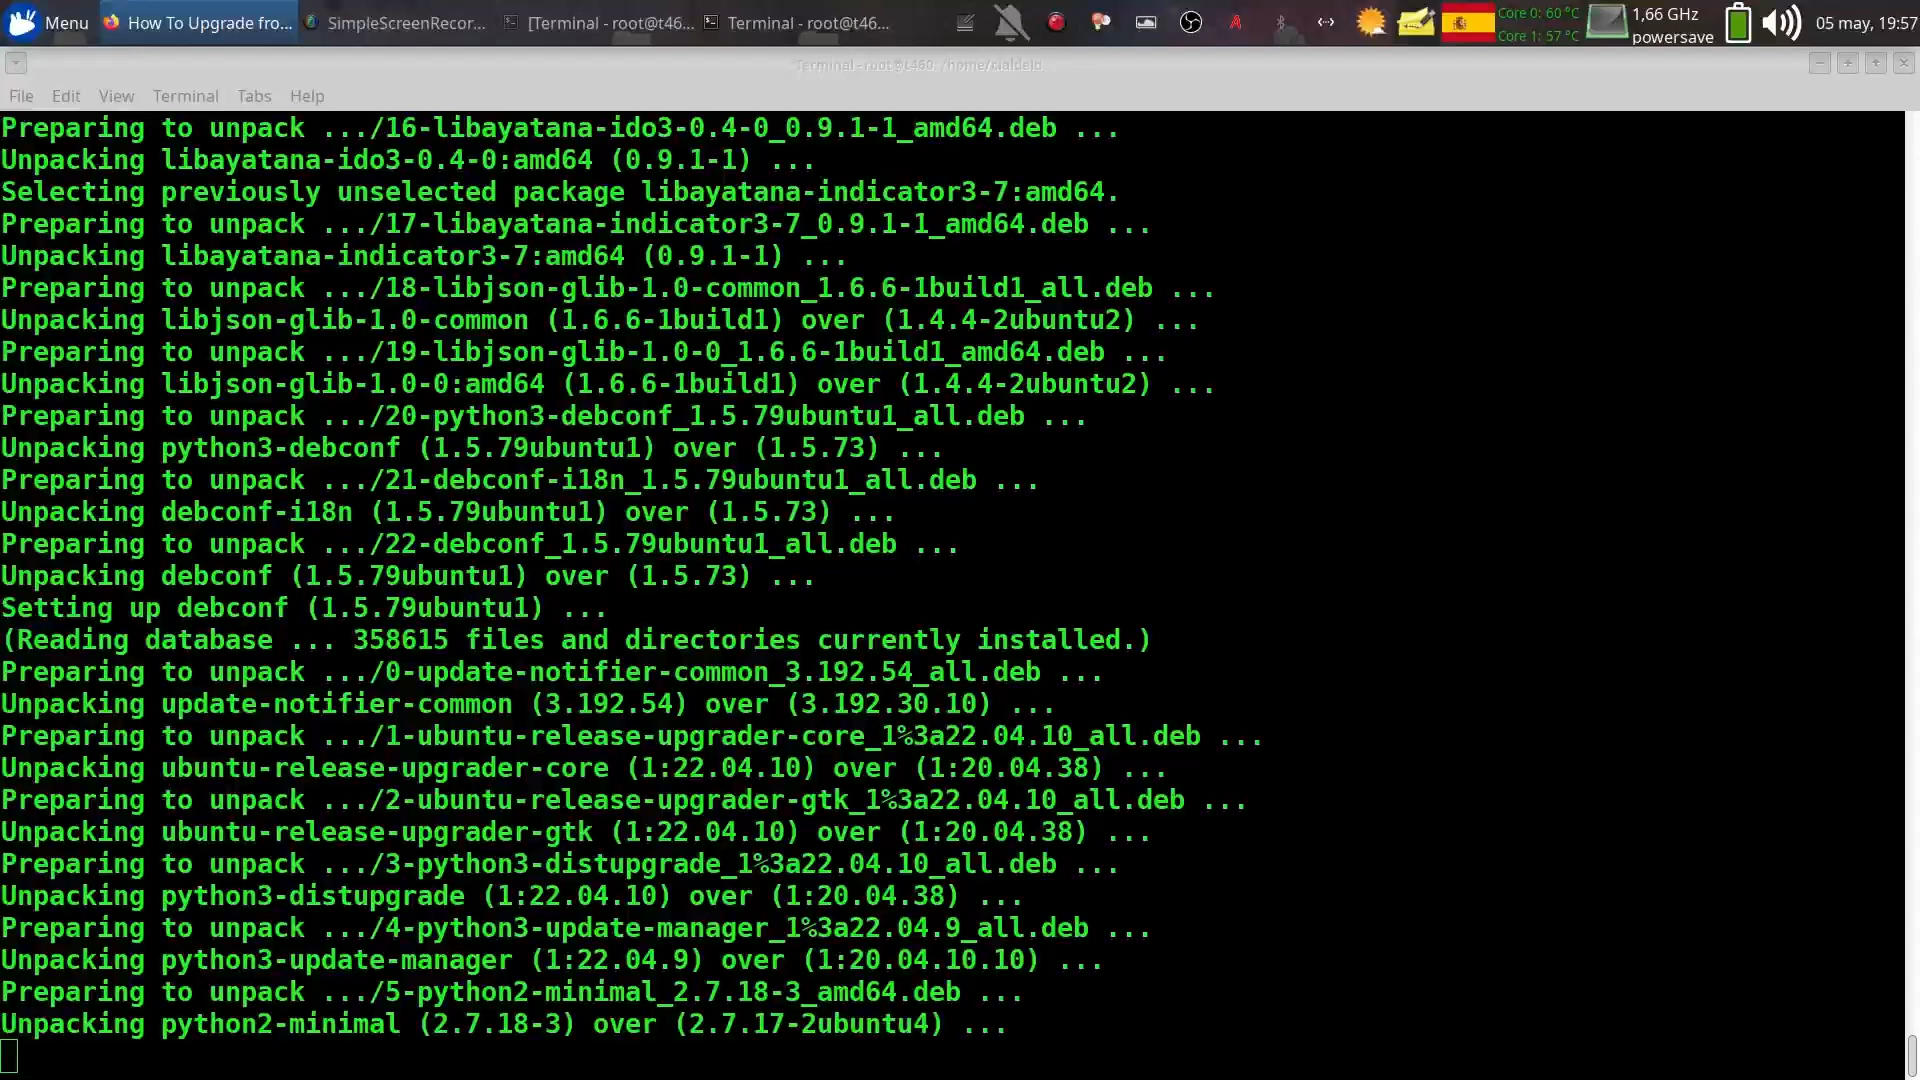 Menu How To Upgrade fro... SimpleScreenRecor... [Terminal - root@t46... Terminal - root@t46... Core 0: 60 °C Core 1: 57 °C 1,66 GHz powersave 05 may, 19:57
Terminal - root@t460: /home/
File Edit View Terminal Tabs Help
Preparing to unpack .../16-libayatana-ido3-0.4-0_0.9.1-1_amd64.deb ...
Unpacking libayatana-ido3-0.4-0:amd64 (0.9.1-1) ...
Selecting previously unselected package libayatana-indicator3-7:amd64.
Preparing to unpack .../17-libayatana-indicator3-7_0.9.1-1_amd64.deb ...
Unpacking libayatana-indicator3-7:amd64 (0.9.1-1) ...
Preparing to unpack .../18-libjson-glib-1.0-common_1.6.6-1build1_all.deb ...
Unpacking libjson-glib-1.0-common (1.6.6-1build1) over (1.4.4-2ubuntu2) ...
Preparing to unpack .../19-libjson-glib-1.0-0_1.6.6-1build1_amd64.deb ...
Unpacking libjson-glib-1.0-0:amd64 (1.6.6-1build1) over (1.4.4-2ubuntu2) ...
Preparing to unpack .../20-python3-debconf_1.5.79ubuntu1_all.deb ...
Unpacking python3-debconf (1.5.79ubuntu1) over (1.5.73) ...
Preparing to unpack .../21-debconf-i18n_1.5.79ubuntu1_all.deb ...
Unpacking debconf-i18n (1.5.79ubuntu1) over (1.5.73) ...
Preparing to unpack .../22-debconf_1.5.79ubuntu1_all.deb ...
Unpacking debconf (1.5.79ubuntu1) over (1.5.73) ...
Setting up debconf (1.5.79ubuntu1) ...
(Reading database ... 358615 files and directories currently installed.)
Preparing to unpack .../0-update-notifier-common_3.192.54_all.deb ...
Unpacking update-notifier-common (3.192.54) over (3.192.30.10) ...
Preparing to unpack .../1-ubuntu-release-upgrader-core_1%3a22.04.10_all.deb ...
Unpacking ubuntu-release-upgrader-core (1:22.04.10) over (1:20.04.38) ...
Preparing to unpack .../2-ubuntu-release-upgrader-gtk_1%3a22.04.10_all.deb ...
Unpacking ubuntu-release-upgrader-gtk (1:22.04.10) over (1:20.04.38) ...
Preparing to unpack .../3-python3-distupgrade_1%3a22.04.10_all.deb ...
Unpacking python3-distupgrade (1:22.04.10) over (1:20.04.38) ...
Preparing to unpack .../4-python3-update-manager_1%3a22.04.9_all.deb ...
Unpacking python3-update-manager (1:22.04.9) over (1:20.04.10.10) ...
Preparing to unpack .../5-python2-minimal_2.7.18-3_amd64.deb ...
Unpacking python2-minimal (2.7.18-3) over (2.7.17-2ubuntu4) ...